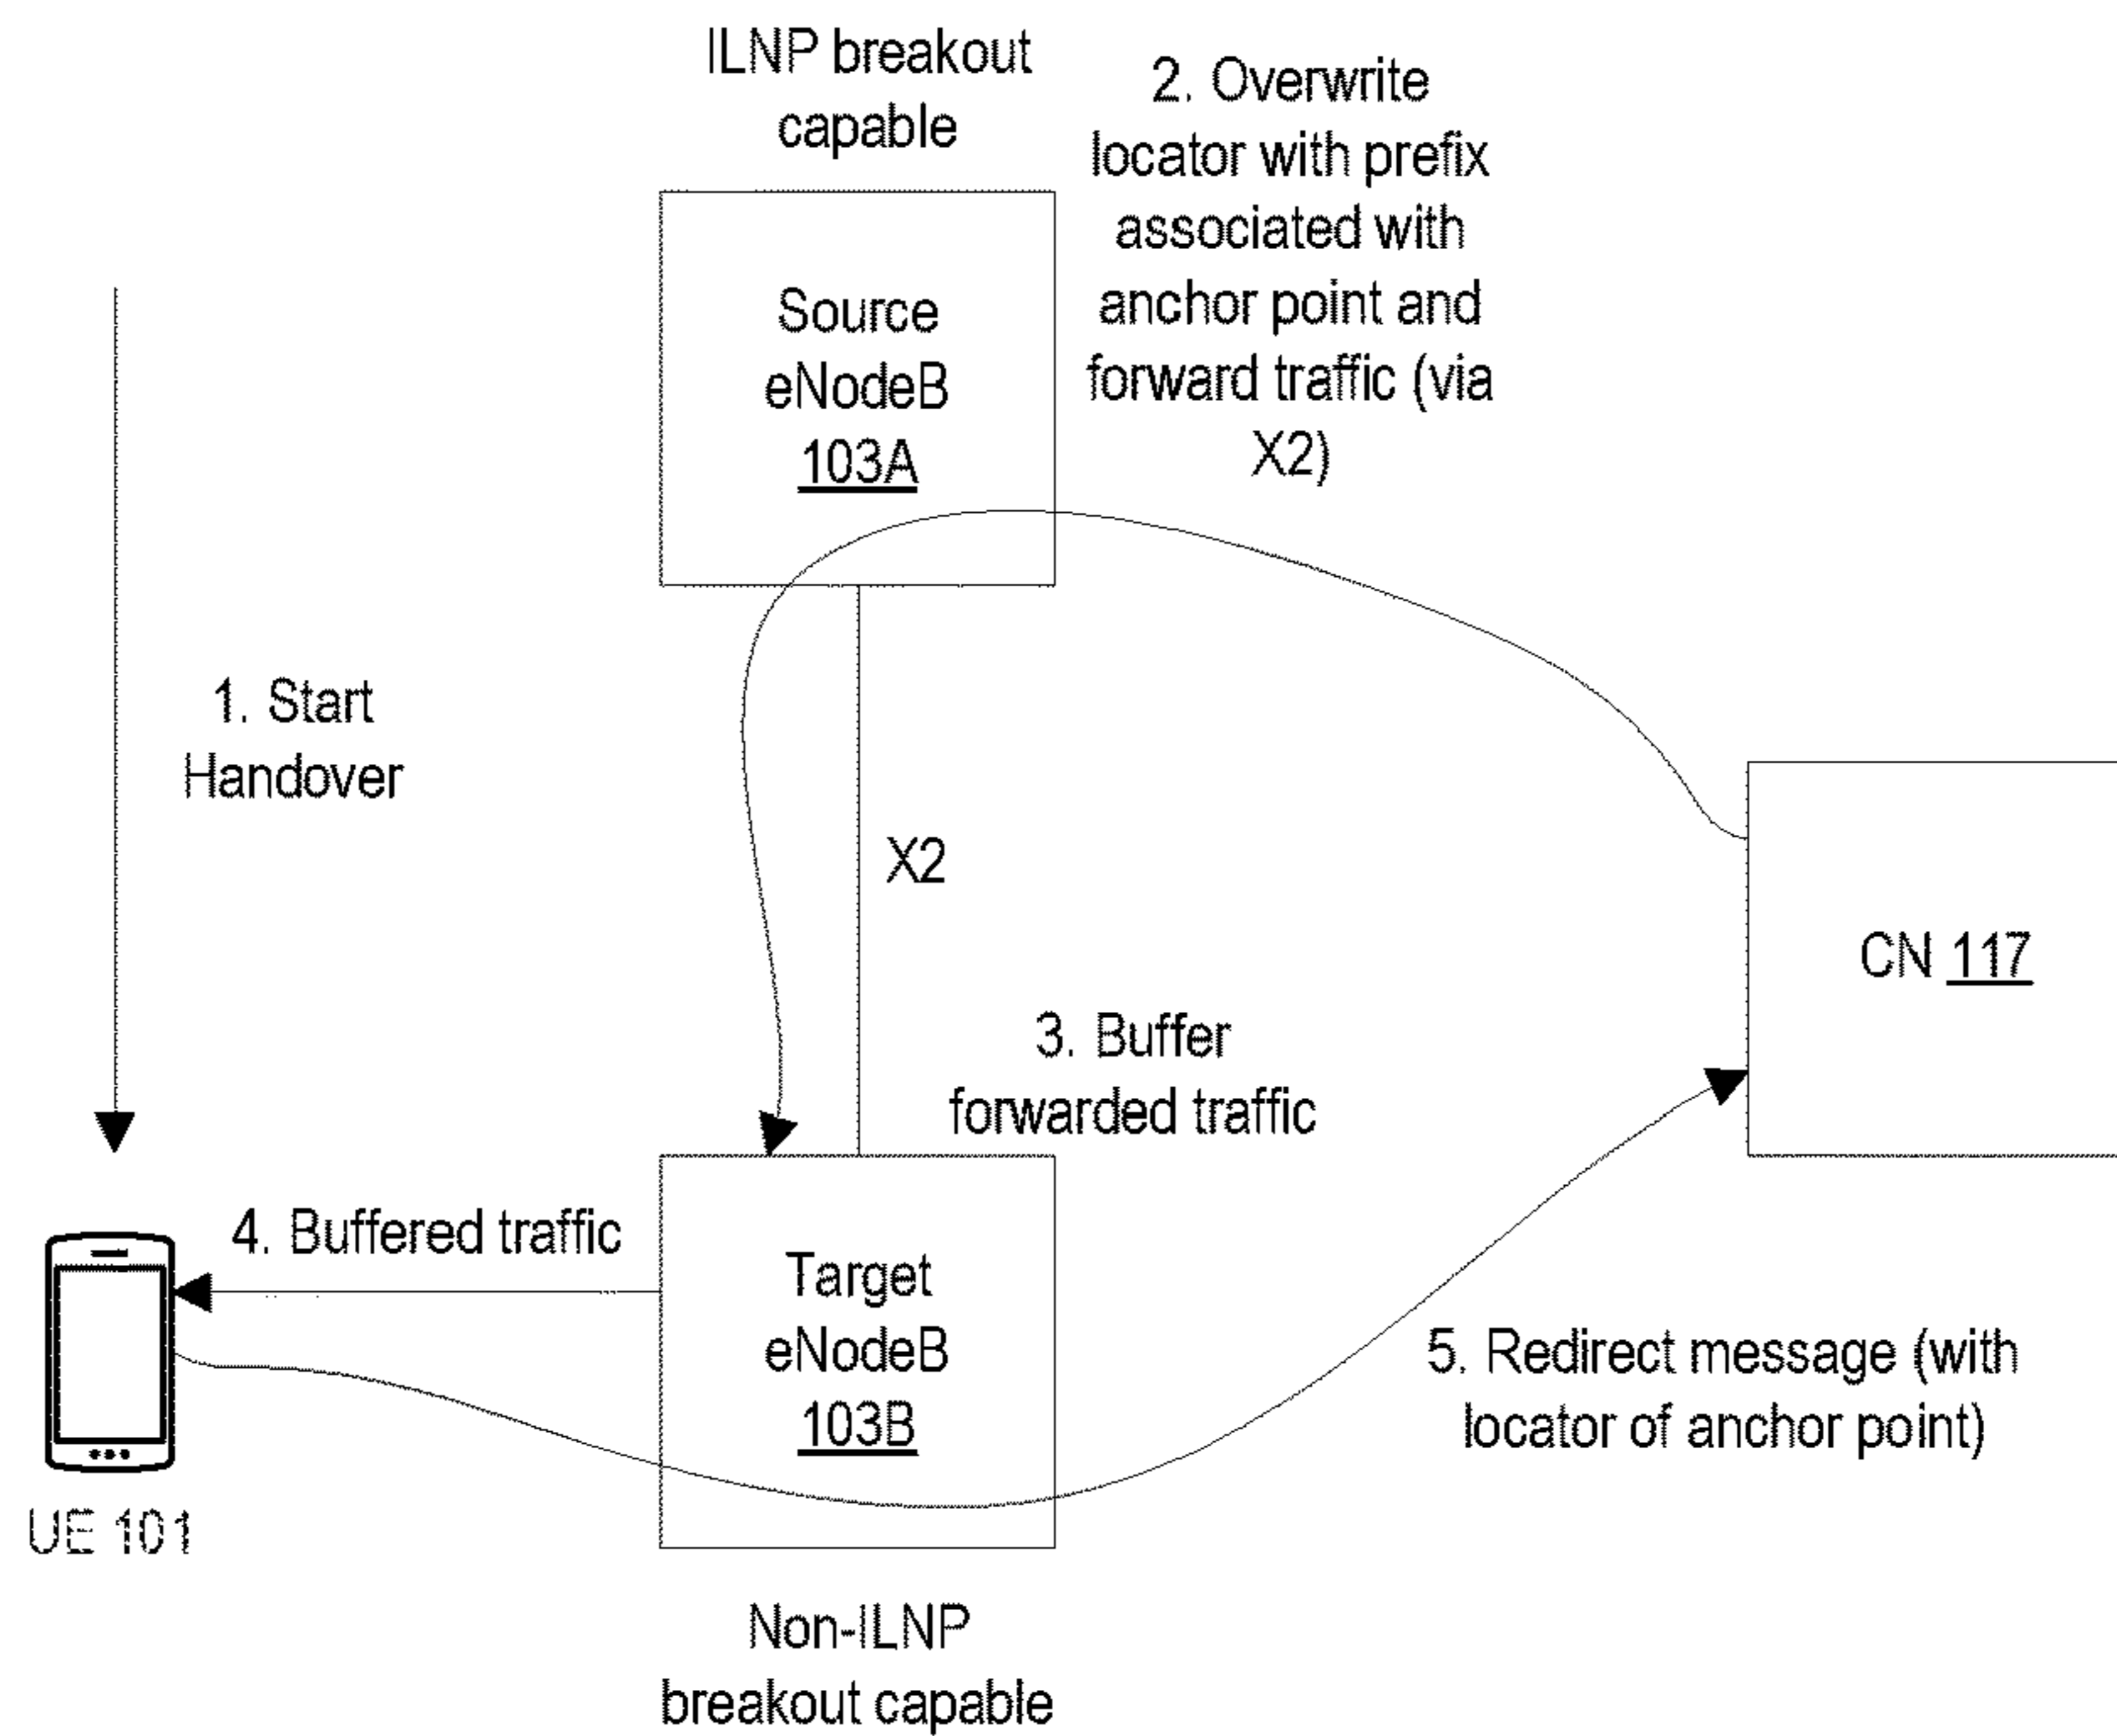 ILNP breakout
capable
2. Overwrite
locator with prefix
associated with
anchor point and
forward traffic (via
X2)
Source
eNodeB
103A
1. Start
Handover
X2
CN 117
3. Buffer
forwarded traffic
4. Buffered traffic
Target
eNodeB
103B
5. Redirect message (with
locator of anchor point)
UE 101
Non-ILNP
breakout capable